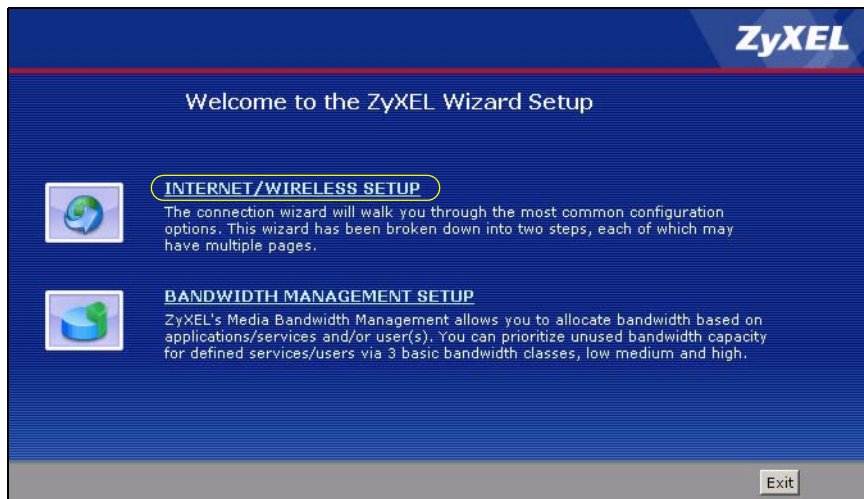 ZyXEL
Welcome to the ZyXEL Wizard Setup
INTERNET/WIRELESS SETUP
The connection wizard will walk you through the most common configuration
options. This wizard has been broken down into two steps, each of which may
have multiple pages.
BANDWIDTH MANAGEMENT SETUP
ZyXEL's Media Bandwidth Management allows you to allocate bandwidth based on
applications/services and/or user(s). You can prioritize unused bandwidth capacity
for defined services/users via 3 basic bandwidth classes, low medium and high.
Exit